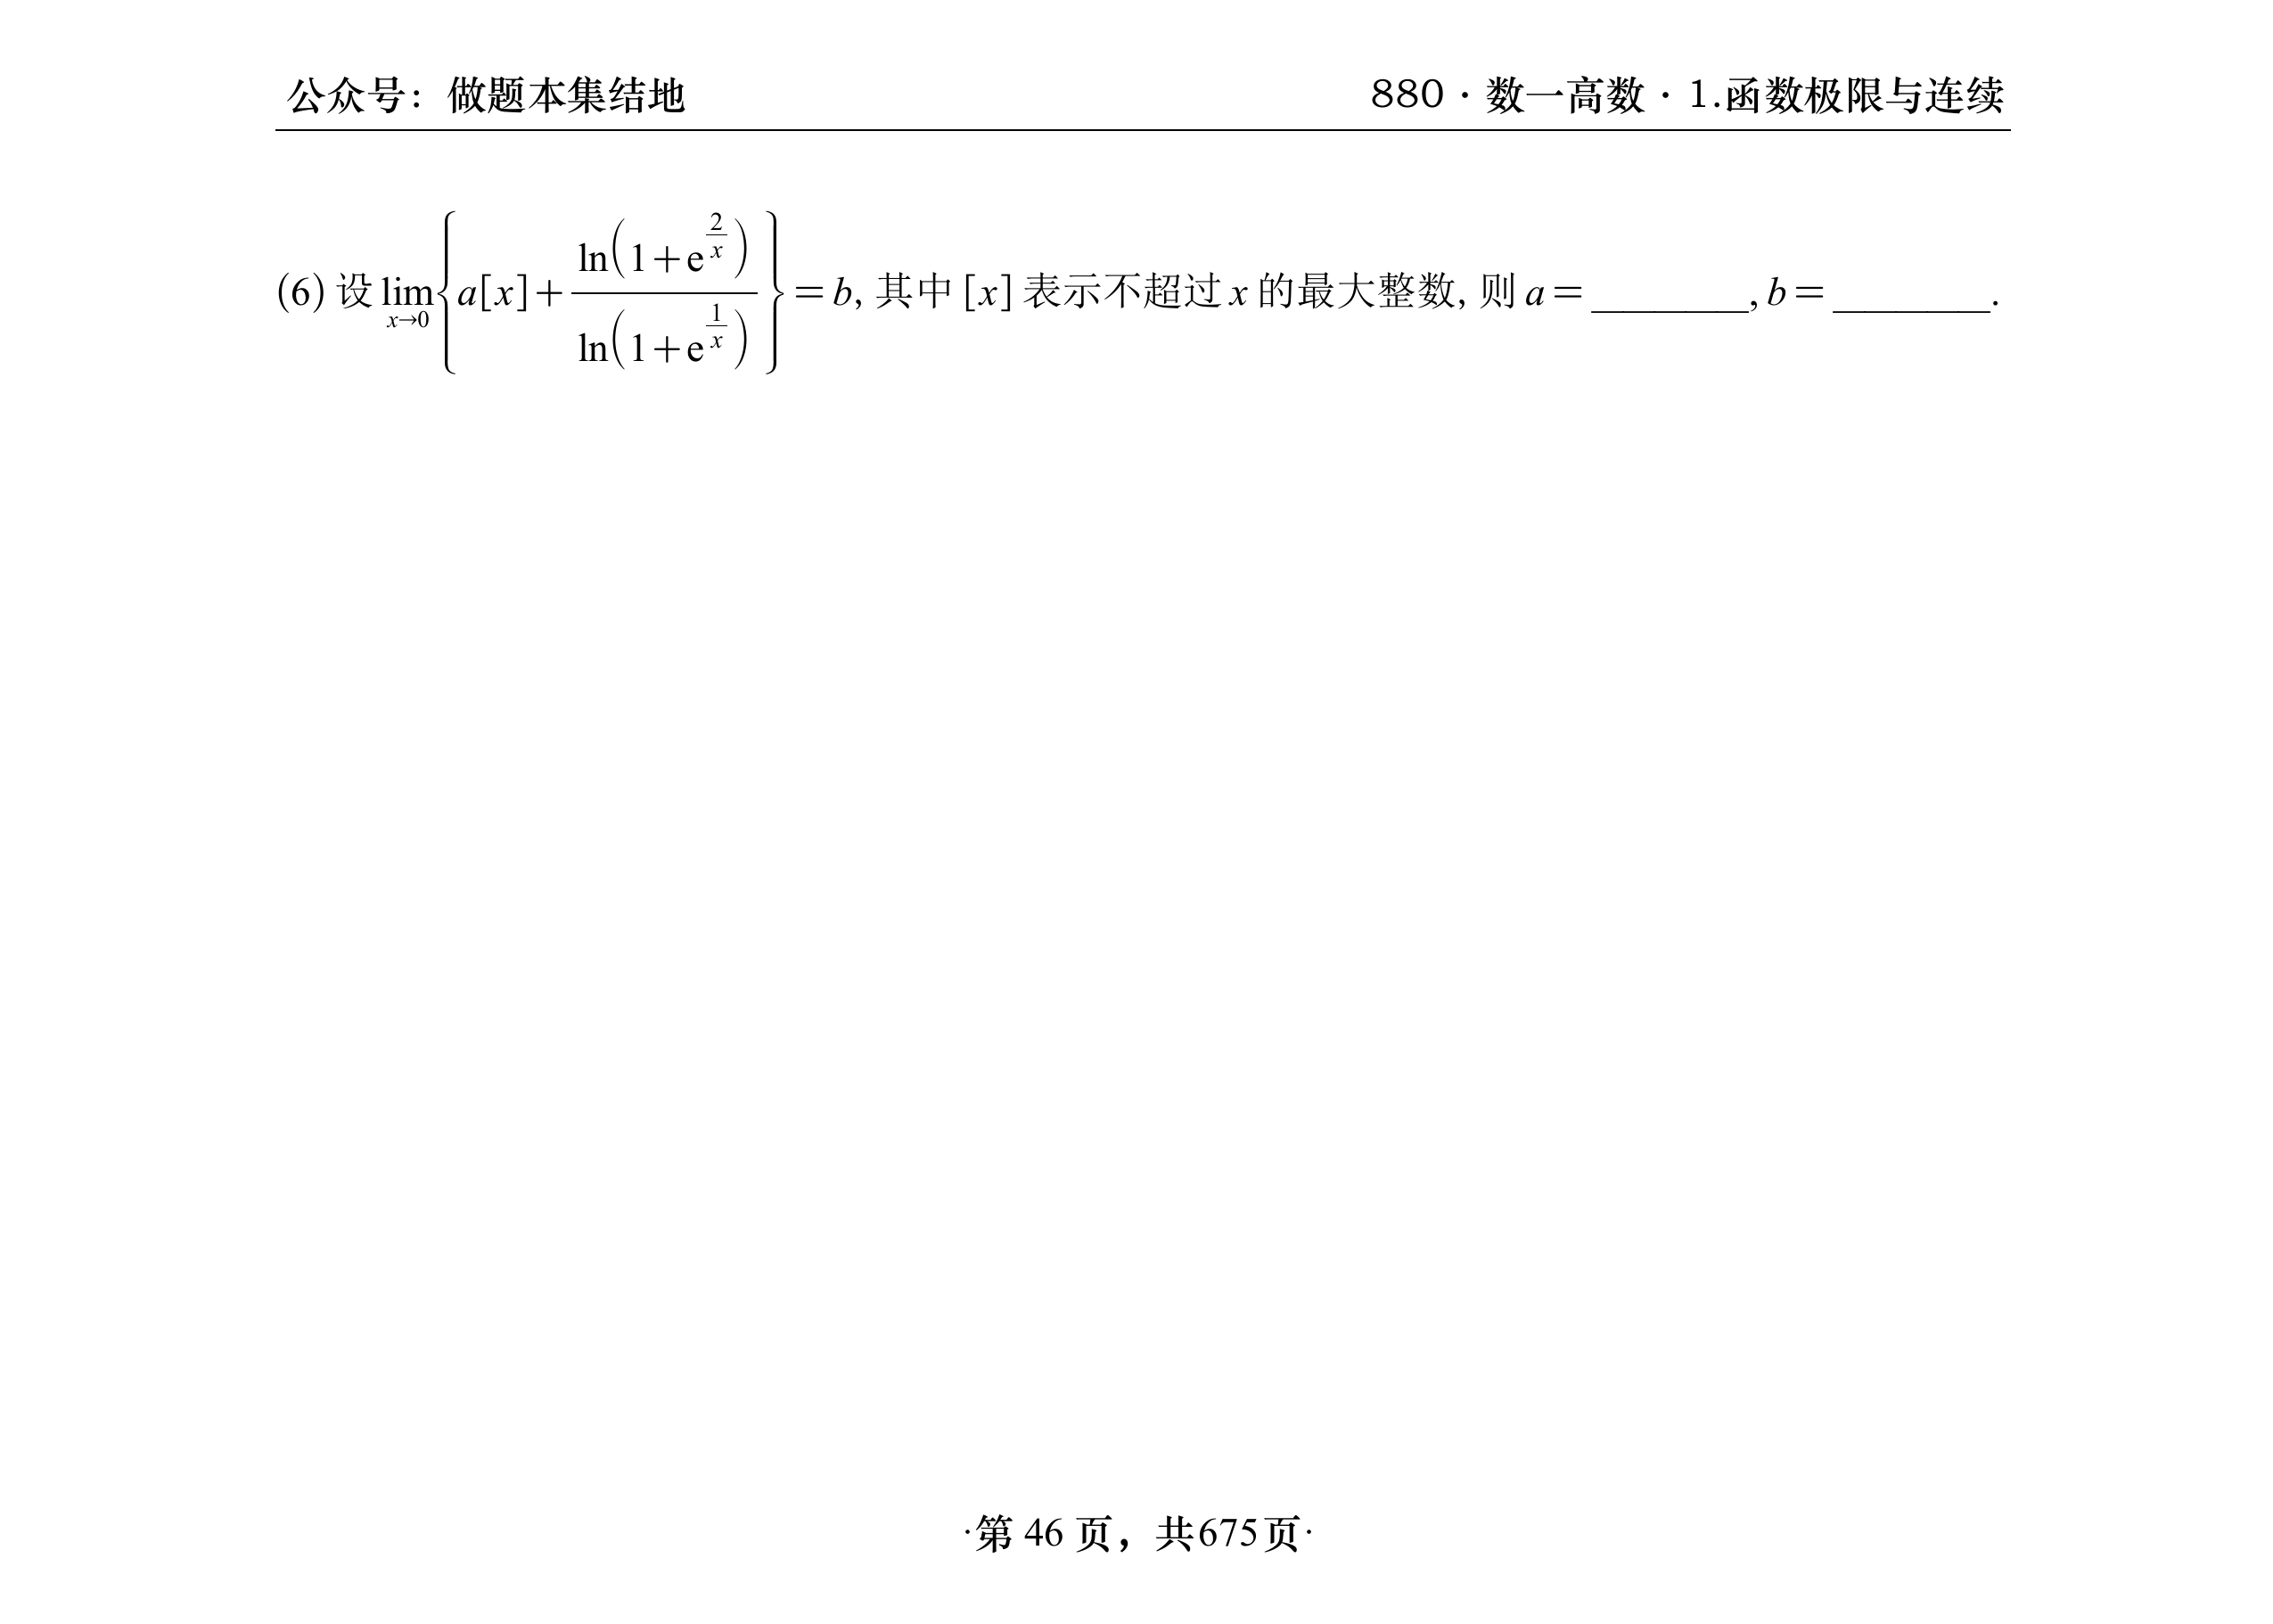 公众号：做题本集结地
880·数一高数·1.函数极限与连续
(6) 设 $\lim_{x \to 0}\left\{a[x]+\frac{\ln\left(1+e^{\frac{2}{x}}\right)}{\ln\left(1+e^{\frac{1}{x}}\right)}\right\}=b$, 其中 [x] 表示不超过 x 的最大整数, 则 a=________, b=________.
·第 46 页，共675页·